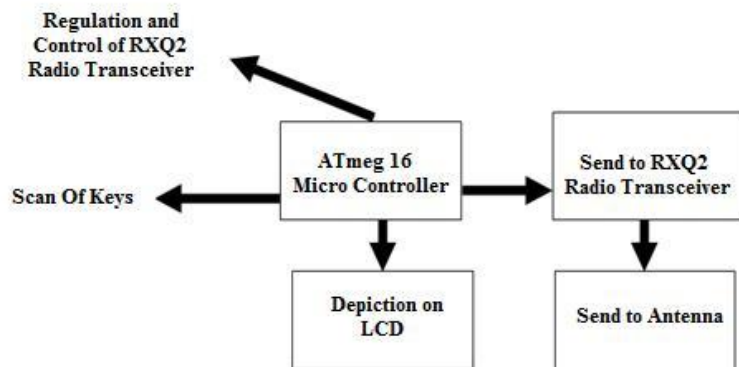 Regulation and
Control of RXQ2
Radio Transceiver
ATmeg 16
Micro Controller
Send to RXQ2
Radio Transceiver
Scan Of Keys
Depiction on
LCD
Send to Antenna